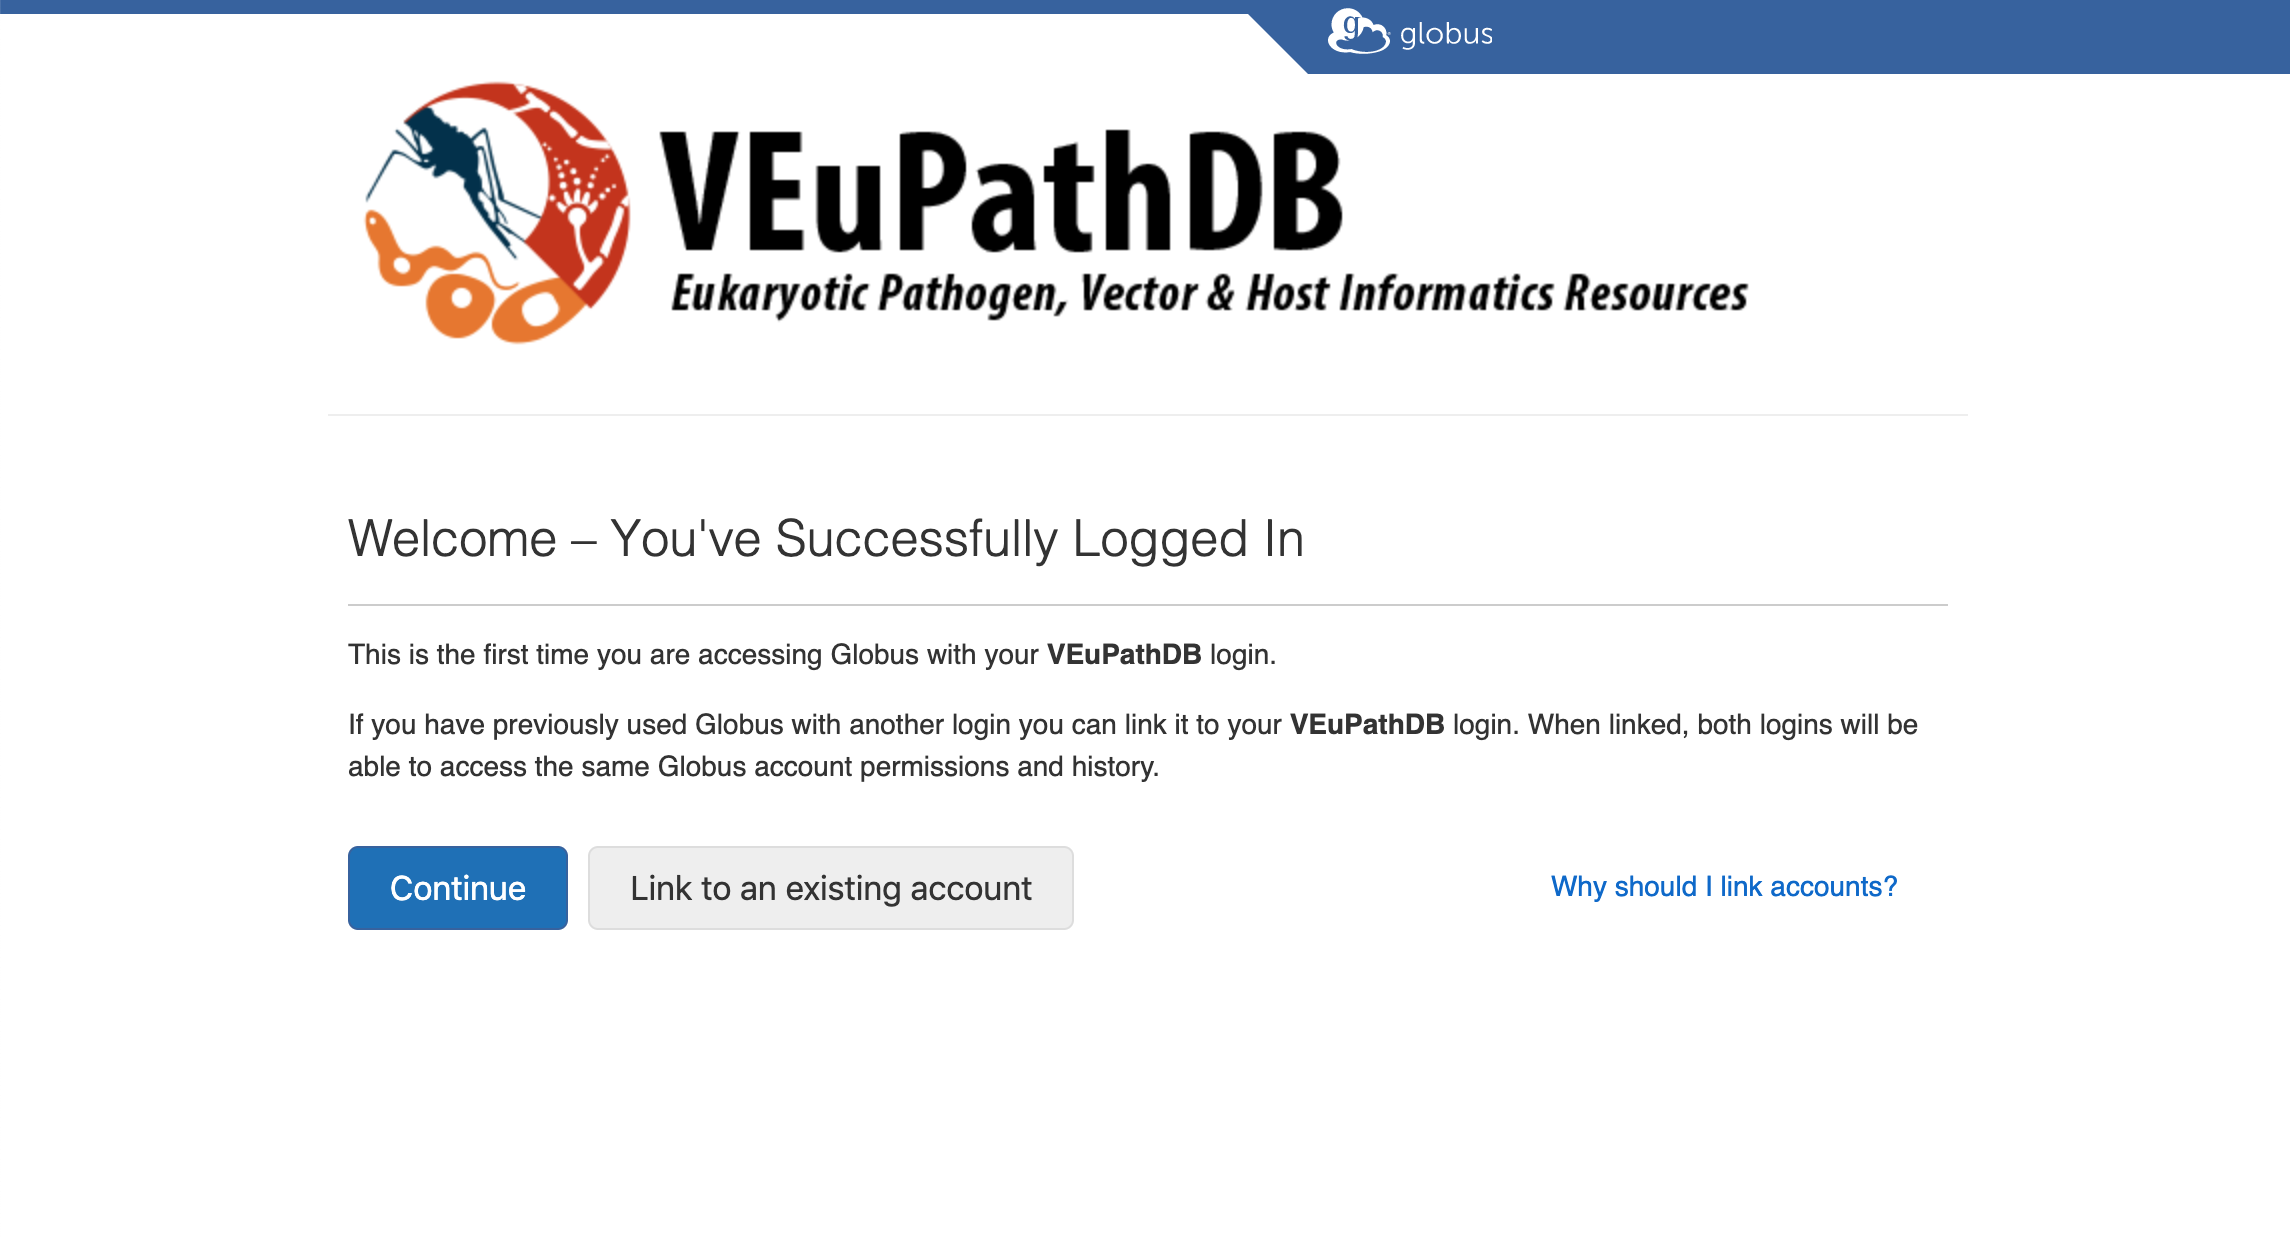 globus
VEuPathDB
Eukaryotic Pathogen, Vector & Host Informatics Resources
Welcome – You've Successfully Logged In
This is the first time you are accessing Globus with your VEuPathDB login.
If you have previously used Globus with another login you can link it to your VEuPathDB login. When linked, both logins will be
able to access the same Globus account permissions and history.
Continue
Link to an existing account
Why should I link accounts?